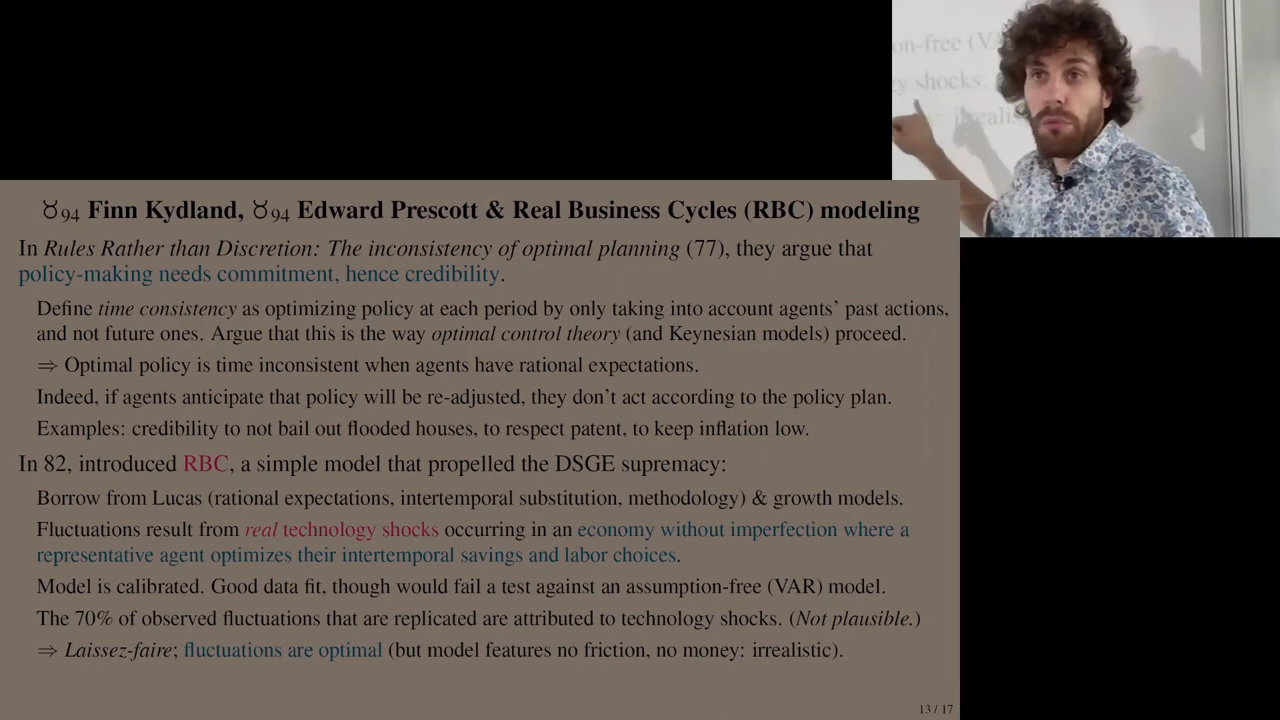 on-free (VA
gy shocks.
irrealis
♉94 Finn Kydland, ♉94 Edward Prescott & Real Business Cycles (RBC) modeling
In Rules Rather than Discretion: The inconsistency of optimal planning (77), they argue that
policy-making needs commitment, hence credibility.
Define time consistency as optimizing policy at each period by only taking into account agents’ past actions,
and not future ones. Argue that this is the way optimal control theory (and Keynesian models) proceed.
⇒ Optimal policy is time inconsistent when agents have rational expectations.
Indeed, if agents anticipate that policy will be re-adjusted, they don’t act according to the policy plan.
Examples: credibility to not bail out flooded houses, to respect patent, to keep inflation low.
In 82, introduced RBC, a simple model that propelled the DSGE supremacy:
Borrow from Lucas (rational expectations, intertemporal substitution, methodology) & growth models.
Fluctuations result from real technology shocks occurring in an economy without imperfection where a
representative agent optimizes their intertemporal savings and labor choices.
Model is calibrated. Good data fit, though would fail a test against an assumption-free (VAR) model.
The 70% of observed fluctuations that are replicated are attributed to technology shocks. (Not plausible.)
⇒ Laissez-faire; fluctuations are optimal (but model features no friction, no money: irrealistic).
13 / 17